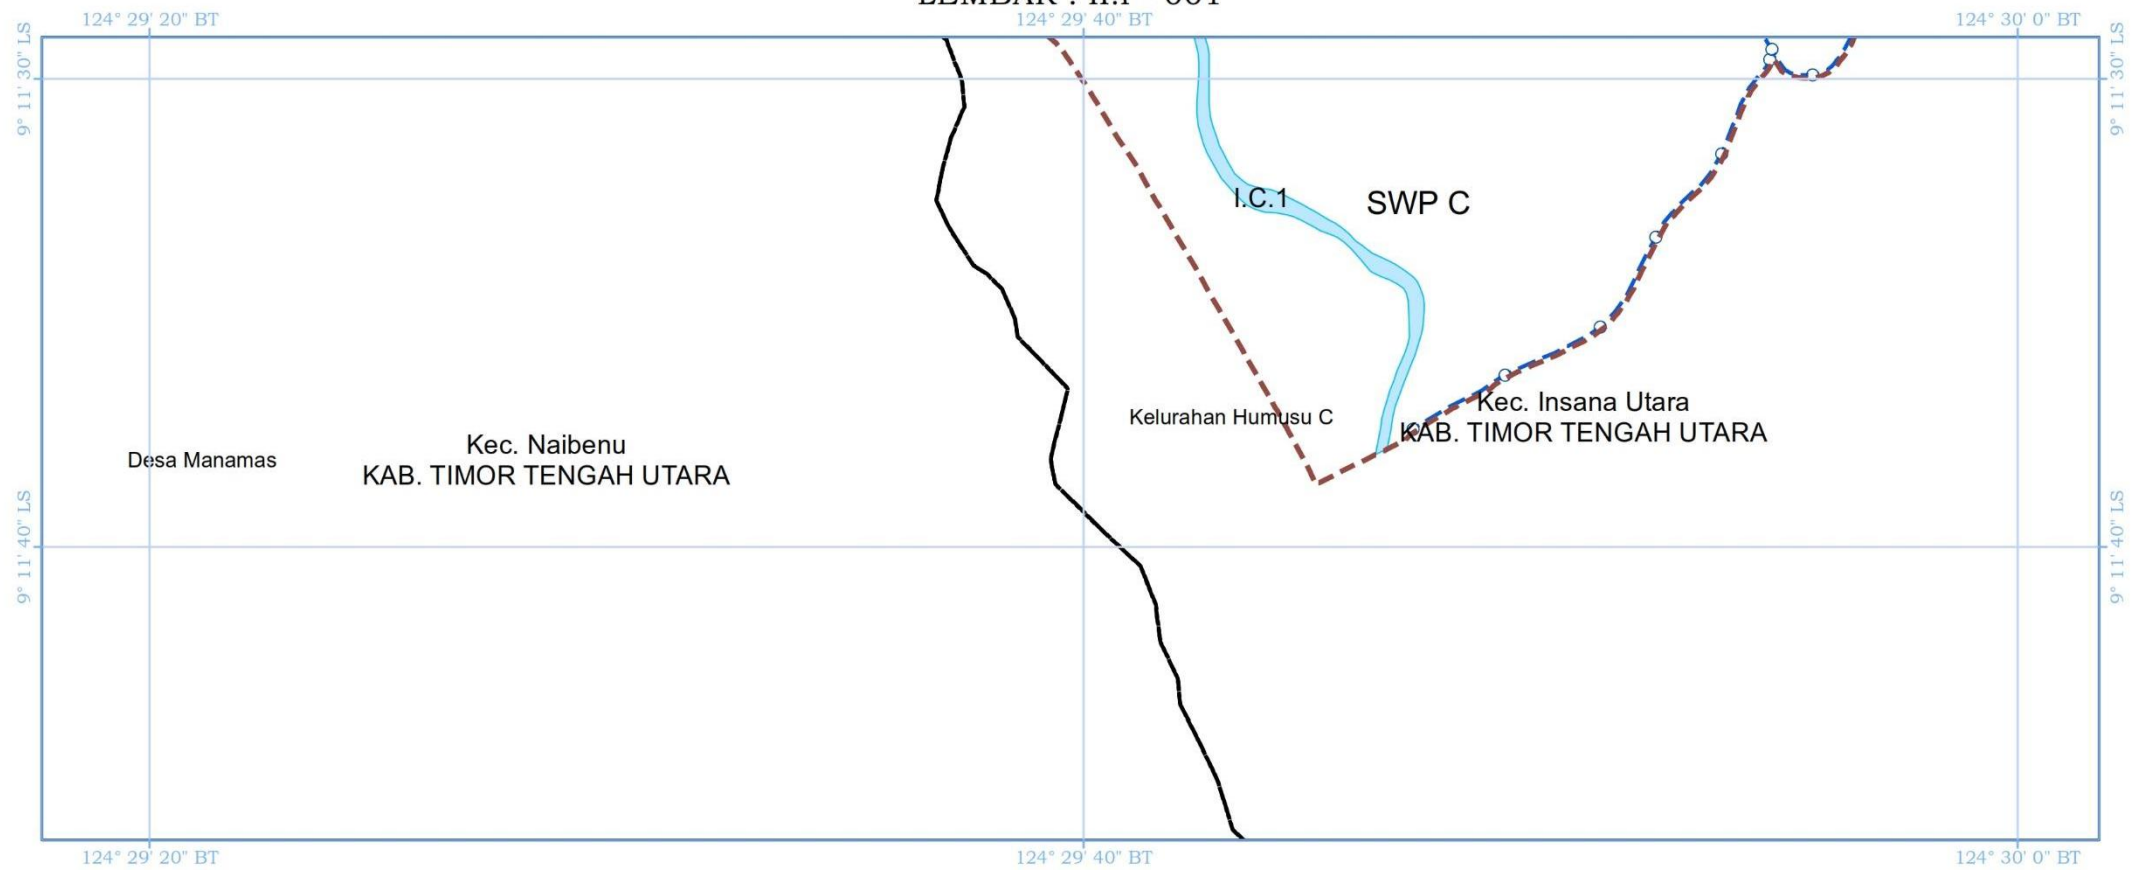 124° 29' 20" BT
124° 29' 40" BT
124° 30' 0" BT
9° 11' 30" LS
9° 11' 30" LS
I.C.1
SWP C
Kec. Insana Utara
KAB. TIMOR TENGAH UTARA
Kelurahan Humusu C
Kec. Naibenu
KAB. TIMOR TENGAH UTARA
Desa Manamas
9° 11' 40" LS
9° 11' 40" LS
124° 29' 20" BT
124° 29' 40" BT
124° 30' 0" BT